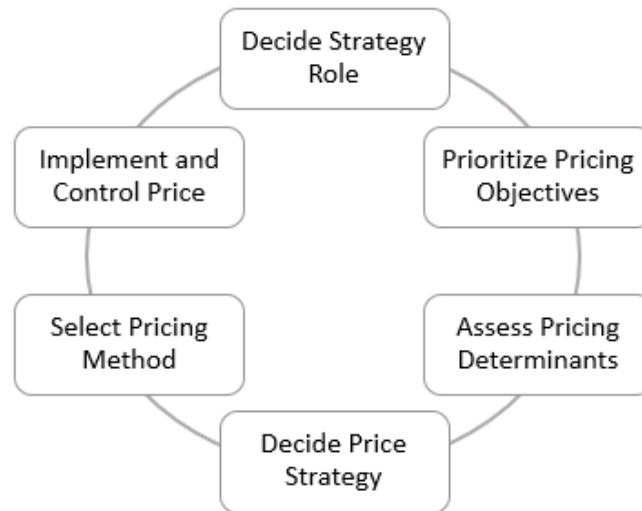 Decide Strategy
Role
Prioritize Pricing
Objectives
Assess Pricing
Determinants
Decide Price
Strategy
Select Pricing
Method
Implement and
Control Price